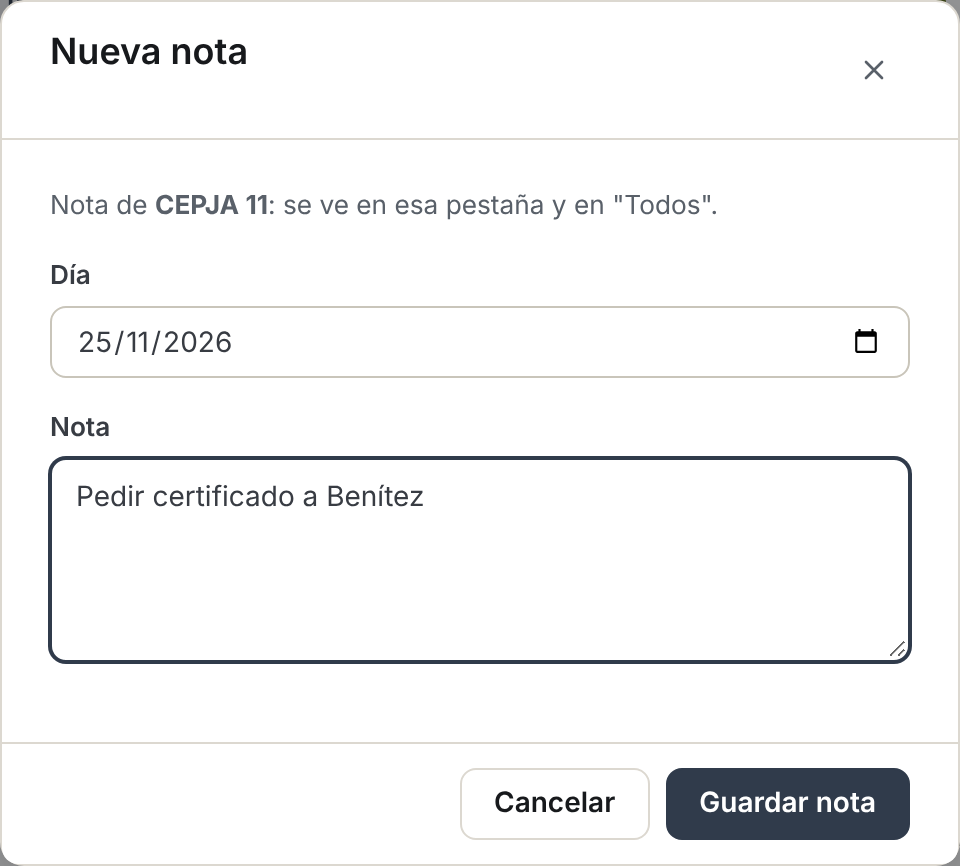 Nueva nota
Nota de CEPJA 11: se ve en esa pestaña y en "Todos".
Día
25/11/2026
Nota
Pedir certificado a Benítez
Cancelar
Guardar nota